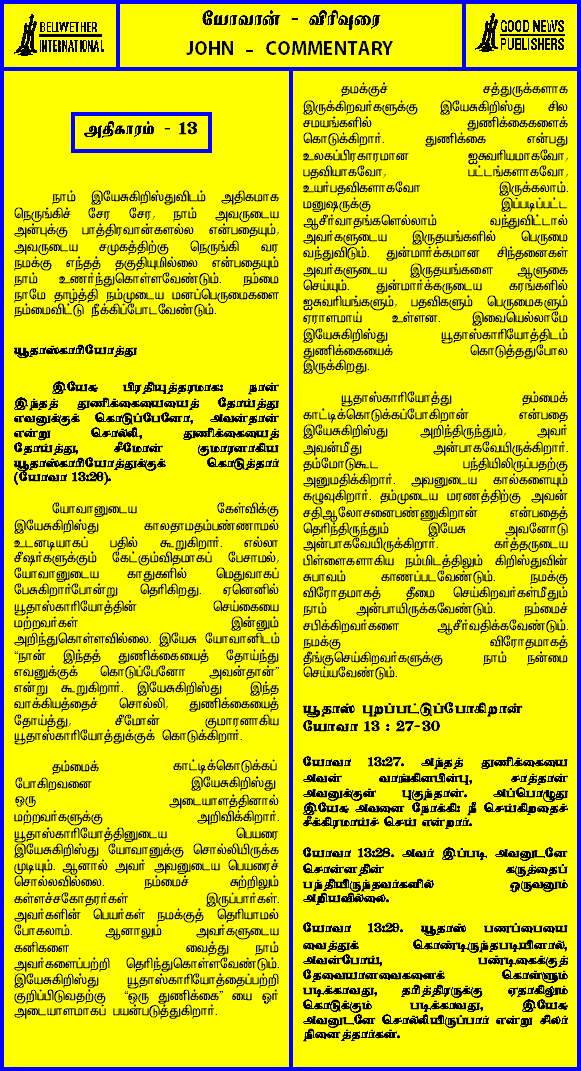 BELLWETHER
INTERNATIONAL
யோவான் - விரிவுரை
JOHN - COMMENTARY
GOOD NEWS
PUBLISHERS
அதிகாரம் - 13
நாம் இயேசுகிறிஸ்துவிடம் அதிகமாக
நெருங்கிச் சேர சேர, நாம் அவருடைய
அன்புக்கு பாத்திரவான்களல்ல என்பதையும்,
அவருடைய சமுகத்திற்கு நெருங்கி வர
நமக்கு எந்தத் தகுதியுமில்லை என்பதையும்
நாம் உணர்ந்துகொள்ளவேண்டும். நம்மை
நாமே தாழ்த்தி நம்முடைய மனப்பெருமைகளை
நம்மைவிட்டு நீக்கிப்போடவேண்டும்.
யூதாஸ்காரியோத்து
இயேசு பிரதியுத்தரமாக: நான்
இந்தத் துணிக்கையையைத் தோய்த்து
எவனுக்குக் கொடுப்பேனோ, அவன்தான்
என்று சொல்லி, துணிக்கையைத்
தோய்த்து, சீமோன் குமாரனாகிய
யூதாஸ்காரியோத்துக்குக் கொடுத்தார்
(யோவா 13:26).
யோவானுடைய கேள்விக்கு
இயேசுகிறிஸ்து காலதாமதம்பண்ணாமல்
உடனடியாகப் பதில் கூறுகிறார். எல்லா
சீஷர்களுக்கும் கேட்கும்விதமாகப் பேசாமல்,
யோவானுடைய காதுகளில் மெதுவாகப்
பேசுகிறார்போன்று தெரிகிறது. ஏனெனில்
யூதாஸ்காரியோத்தின் செய்கையை
மற்றவர்கள் இன்னும்
அறிந்துகொள்ளவில்லை. இயேசு யோவானிடம்
“நான் இந்தத் துணிக்கையைத் தோய்ந்து
எவனுக்குக் கொடுப்பேனோ அவன்தான்”
என்று கூறுகிறார். இயேசுகிறிஸ்து இந்த
வாக்கியத்தைச் சொல்லி, துணிக்கையைத்
தோய்த்து, சீமோன் குமாரனாகிய
யூதாஸ்காரியோத்துக்குக் கொடுக்கிறார்.
தம்மைக் காட்டிக்கொடுக்கப்
போகிறவனை இயேசுகிறிஸ்து
ஒரு அடையாளத்தினால்
மற்றவர்களுக்கு அறிவிக்கிறார்.
யூதாஸ்காரியோத்தினுடைய பெயரை
இயேசுகிறிஸ்து யோவானுக்கு சொல்லியிருக்க
முடியும். ஆனால் அவர் அவனுடைய பெயரைச்
சொல்லவில்லை. நம்மைச் சுற்றிலும்
கள்ளச்சகோதரர்கள் இருப்பார்கள்.
அவர்களின் பெயர்கள் நமக்குத் தெரியாமல்
போகலாம். ஆனாலும் அவர்களுடைய
கனிகளை வைத்து நாம்
அவர்களைப்பற்றி தெரிந்துகொள்ளவேண்டும்.
இயேசுகிறிஸ்து யூதாஸ்காரியோத்தைப்பற்றி
குறிப்பிடுவதற்கு “ஒரு துணிக்கை” யை ஓர்
அடையாளமாகப் பயன்படுத்துகிறார்.
தமக்குச் சத்துருக்களாக
இருக்கிறவர்களுக்கு இயேசுகிறிஸ்து சில
சமயங்களில் துணிக்கைகளைக்
கொடுக்கிறார். துணிக்கை என்பது
உலகப்பிரகாரமான ஐசுவரியமாகவோ,
பதவியாகவோ, பட்டங்களாகவோ,
உயர்பதவிகளாகவோ இருக்கலாம்.
மனுஷருக்கு இப்படிப்பட்ட
ஆசீர்வாதங்களெல்லாம் வந்துவிட்டால்
அவர்களுடைய இருதயங்களில் பெருமை
வந்துவிடும். துன்மார்க்கமான சிந்தனைகள்
அவர்களுடைய இருதயங்களை ஆளுகை
செய்யும். துன்மார்க்கருடைய கரங்களில்
ஐசுவரியங்களும், பதவிகளும் பெருமைகளும்
ஏராளமாய் உள்ளன. இவையெல்லாமே
இயேசுகிறிஸ்து யூதாஸ்காரியோத்திடம்
துணிக்கையைக் கொடுத்ததுபோல
இருக்கிறது.
யூதாஸ்காரியோத்து தம்மைக்
காட்டிக்கொடுக்கப்போகிறான் என்பதை
இயேசுகிறிஸ்து அறிந்திருந்தும், அவர்
அவன்மீது அன்பாகவேயிருக்கிறார்.
தம்மோடுகூட பந்தியிலிருப்பதற்கு
அனுமதிக்கிறார். அவனுடைய கால்களையும்
கழுவுகிறார். தம்முடைய மரணத்திற்கு அவன்
சதிஆலோசனைபண்ணுகிறான் என்பதைத்
தெரிந்திருந்தும் இயேசு அவனோடு
அன்பாகவேயிருக்கிறார். கர்த்தருடைய
பிள்ளைகளாகிய நம்மிடத்திலும் கிறிஸ்துவின்
சுபாவம் காணப்படவேண்டும். நமக்கு
விரோதமாகத் தீமை செய்கிறவர்கள்மீதும்
நாம் அன்பாயிருக்கவேண்டும். நம்மைச்
சபிக்கிறவர்களை ஆசீர்வதிக்கவேண்டும்.
நமக்கு விரோதமாகத்
தீங்குசெய்கிறவர்களுக்கு நாம் நன்மை
செய்யவேண்டும்.
யூதாஸ் புறப்பட்டுப்போகிறான்
யோவா 13 : 27-30
யோவா 13:27. அந்தத் துணிக்கையை
அவன் வாங்கினபின்பு, சாத்தான்
அவனுக்குள் புகுந்தான். அப்பொழுது
இயேசு அவனை நோக்கி: நீ செய்கிறதைச்
சீக்கிரமாய்ச் செய் என்றார்.
யோவா 13:28. அவர் இப்படி அவனுடனே
சொன்னதின் கருத்தைப்
பந்தியிருந்தவர்களில் ஒருவனும்
அறியவில்லை.
யோவா 13:29. யூதாஸ் பணப்பையை
வைத்துக் கொண்டிருந்தபடியினால்,
அவன்போய், பண்டிகைக்குத்
தேவையானவைகளைக் கொள்ளும்
படிக்காவது, தரித்திரருக்கு ஏதாகிலும்
கொடுக்கும் படிக்காவது, இயேசு
அவனுடனே சொல்லியிருப்பார் என்று சிலர்
நினைத்தார்கள்.